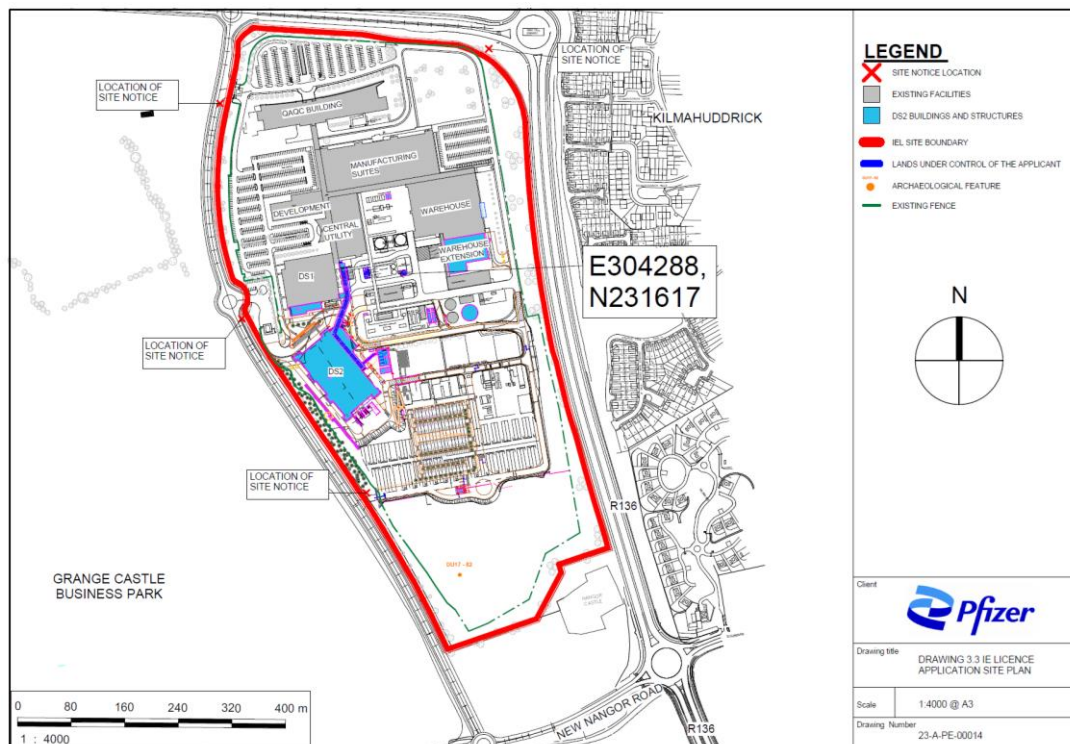 LOCATION OF
SITE NOTICE
LOCATION OF
SITE NOTICE
KILMAHUDDRICK
QAQC BUILDING
MANUFACTURING
SUITES
DEVELOPMENT
CENTRAL
UTILITY
WAREHOUSE
WAREHOUSE
EXTENSION
DS1
E304288,
N231617
LOCATION OF
SITE NOTICE
DS2
LOCATION OF
SITE NOTICE
R136
DU17 - 82
GRANGE CASTLE
BUSINESS PARK
NEW NANGOR ROAD
R136
0 80 160 240 320 400 m
1 : 4000
N
LEGEND
SITE NOTICE LOCATION
EXISTING FACILITIES
DS2 BUILDINGS AND STRUCTURES
IEL SITE BOUNDARY
LANDS UNDER CONTROL OF THE APPLICANT
ARCHAEOLOGICAL FEATURE
EXISTING FENCE
Client
Pfizer
Drawing title
DRAWING 3.3 IE LICENCE
APPLICATION SITE PLAN
Scale
1:4000 @ A3
Drawing Number
23-A-PE-00014